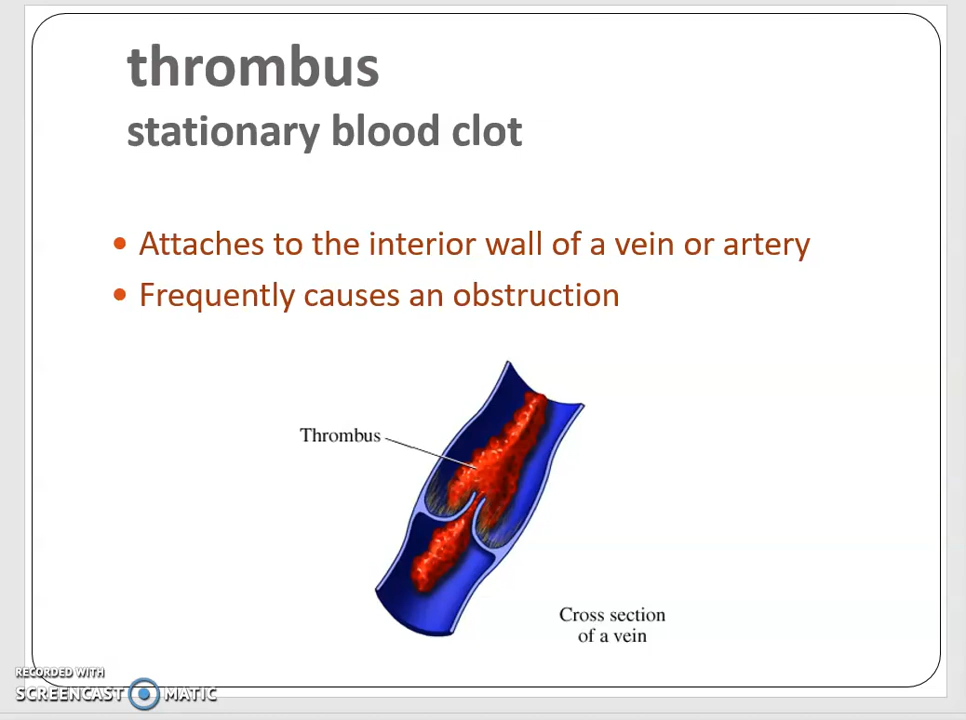 thrombus
stationary blood clot
• Attaches to the interior wall of a vein or artery
• Frequently causes an obstruction
Thrombus
Cross section
of a vein
RECORDED WITH
SCREENCAST MATIC